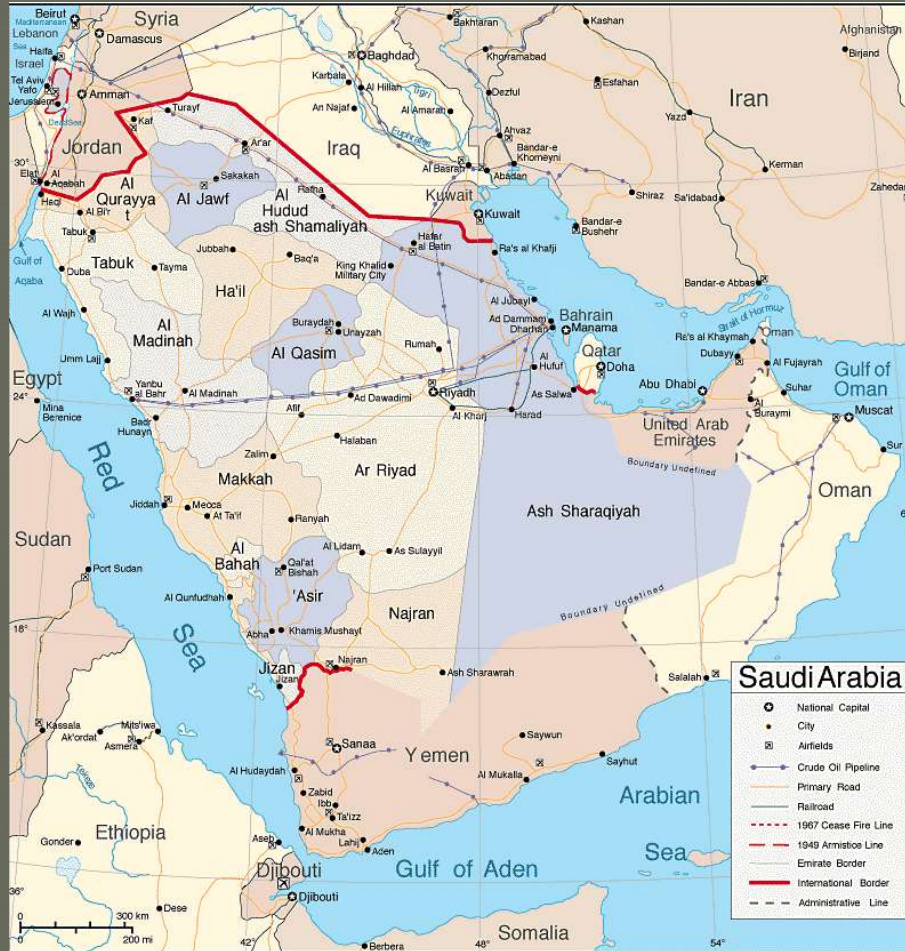 Beirut
Mediterranean
Lebanon
Sea
Syria
Damascus
Haifa
Israel
Tel Aviv
Yafo
Jerusalem
Amman
DeadSea
Jordan
Elat
Al
Aqabah
Haql
Gulf of
Aqaba
Bakhtaran
Kashan
Afghanistan
Birjand
Khorramabad
Baghdad
Karbala
Al Hillah
Tigri
Dezful
Esfahan
An Najaf
Al Amarah
Iran
Yazd
Euphrates
Ahvaz
Iraq
Bandar-e
Khomeyni
Al Basrah
Abadan
Kerman
Shiraz
Sa'idabad
Zahedan
Kuwait
Kuwait
Bandar-e
Bushehr
Bandar-e Abbas
Turayf
Kaf
Ar'ar
30°
Al
Qurayya
t
Sakakah
Al Jawf
Rafha
Al
Hudud
ash Shamaliyah
Al Bi'r
Tabuk
Tabuk
Jubbah
Baq'a
Hafar
al Batin
King Khalid
Military City
Ra's al Khafji
Duba
Tayma
Ha'il
Al Wajh
Al
Madinah
Buraydah
Unayzah
Al Qasim
Rumah
Al Jubayl
Ad Dammam
Dharhan
Bahrain
Manama
Strait of Hormuz
Oman
Ra's al Khaymah
Dubayy
Al Fujayrah
Umm Lajj
Egypt
24°
Mina
Berenice
Yanbu
al Bahr
Al Madinah
Badr
Hunayn
Afif
Ad Dawadimi
Riyadh
Al
Hufuf
Qatar
Doha
As Salwa
Al Kharj
Harad
Abu Dhabi
Gulf
of
Oman
Suhar
Al
Buraymi
Muscat
United Arab
Emirates
Boundary Undefined
Sur
Oman
Halaban
Zalim
Ar Riyad
Makkah
Red
Jiddah
Mecca
At Ta'if
Ranyah
Ash Sharaqiyah
Sudan
Port Sudan
Al
Bahah
Al Lidam
As Sulayyil
Qal'at
Bishah
'Asir
Al Qunfudhah
Najran
Boundary Undefined
18°
Sea
Abha
Khamis Mushayt
Jizan
Jizan
Najran
Ash Sharawrah
Salalah
Kassala
Ak'ordat
Mits'iwa
Asmera
Sanaa
Yemen
Saywun
Sayhut
Al Hudaydah
Al Mukalla
Zabid
Ibb
Ta'izz
Al Mukha
Lahij
Aden
Arabian
Sea
Tekeze
Ethiopia
Gonder
Aseb
Gulf of Aden
Djibouti
Djibouti
36°
Dese
300 km
200 mi
0
42°
Berbera
48°
Somalia
54°
Saudi Arabia
National Capital
City
Airfields
Crude Oil Pipeline
Primary Road
Railroad
1967 Cease Fire Line
1949 Armistice Line
Emirate Border
International Border
Administrative Line